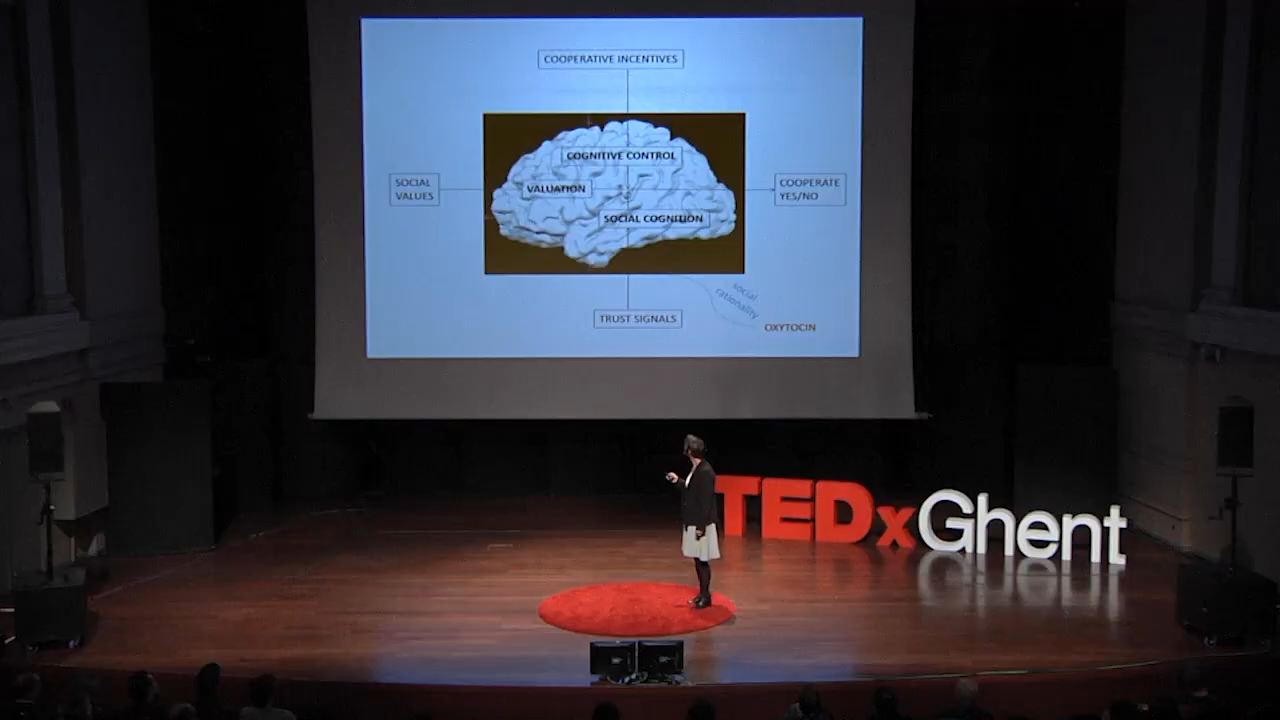 COOPERATIVE INCENTIVES
COGNITIVE CONTROL
SOCIAL
VALUES
VALUATION
COOPERATE
YES/NO
SOCIAL COGNITION
social
rationality
TRUST SIGNALS
OXYTOCIN
TEDxGhent